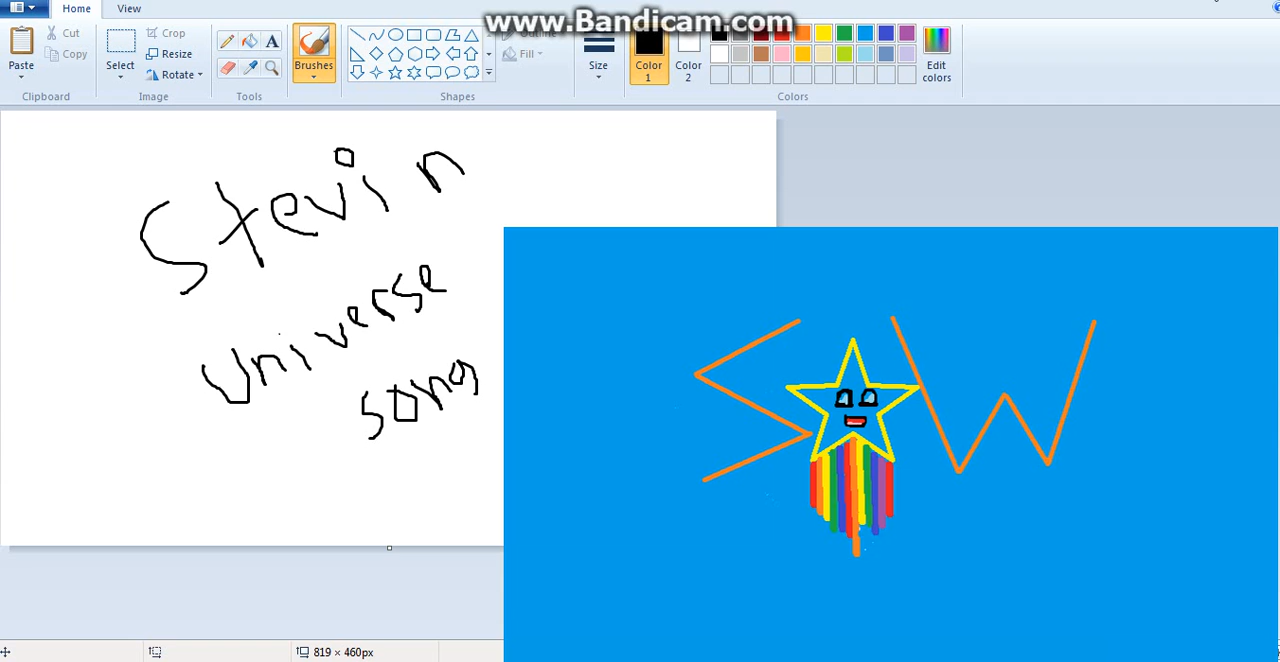 www.Bandicam.com
Home
View
Paste
Cut
Copy
Clipboard
Select
Crop
Resize
Rotate
Image
Tools
Brushes
Outline
Fill
Shapes
Size
Color 1
Color 2
Edit colors
Colors
Stevin
Universe
song
S W
819 × 460px